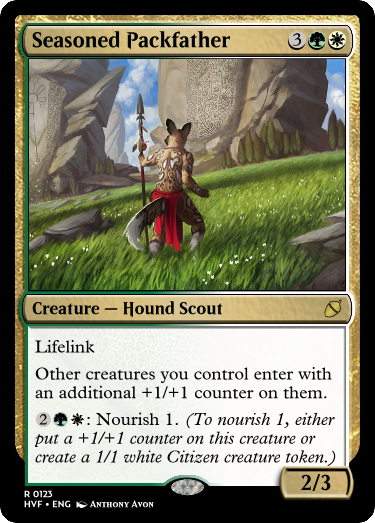 Seasoned Packfather 3
Creature — Hound Scout
Lifelink
Other creatures you control enter with
an additional +1/+1 counter on them.
2 : Nourish 1. (To nourish 1, either
put a +1/+1 counter on this creature or
create a 1/1 white Citizen creature token.)
2/3
R 0123
HVF • ENG Anthony Avon